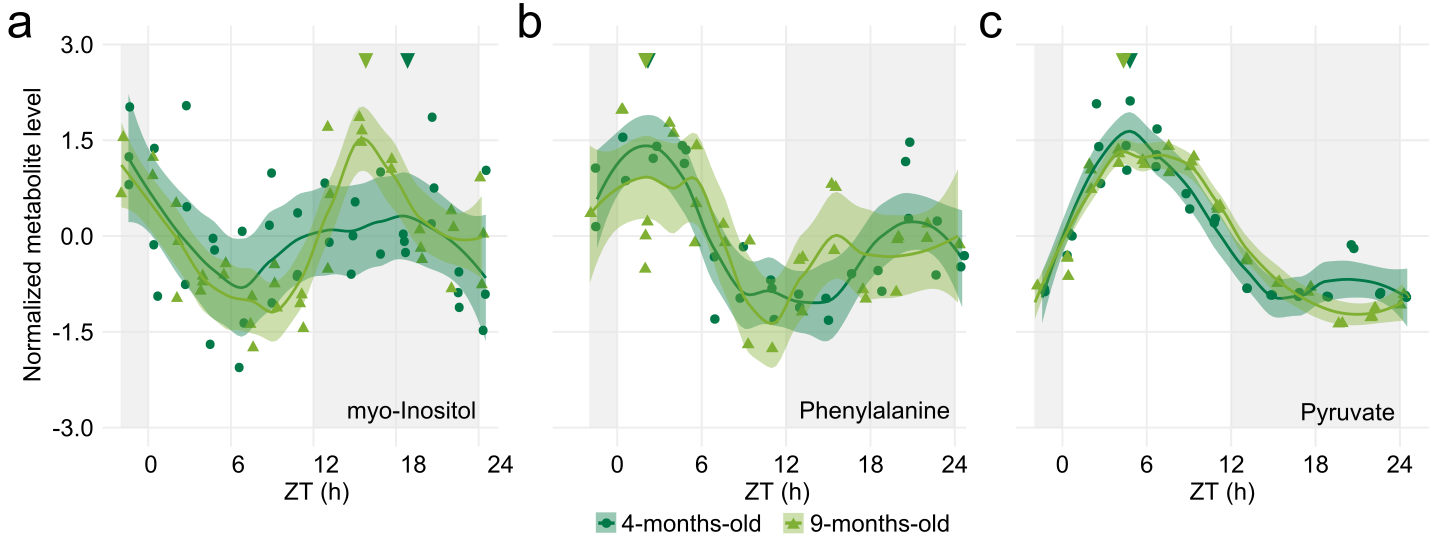 a
b
c
Normalized metabolite level
3.0
1.5
0.0
-1.5
-3.0
myo-Inositol
Phenylalanine
Pyruvate
0 6 12 18 24
0 6 12 18 24
0 6 12 18 24
ZT (h)
ZT (h)
ZT (h)
4-months-old 9-months-old